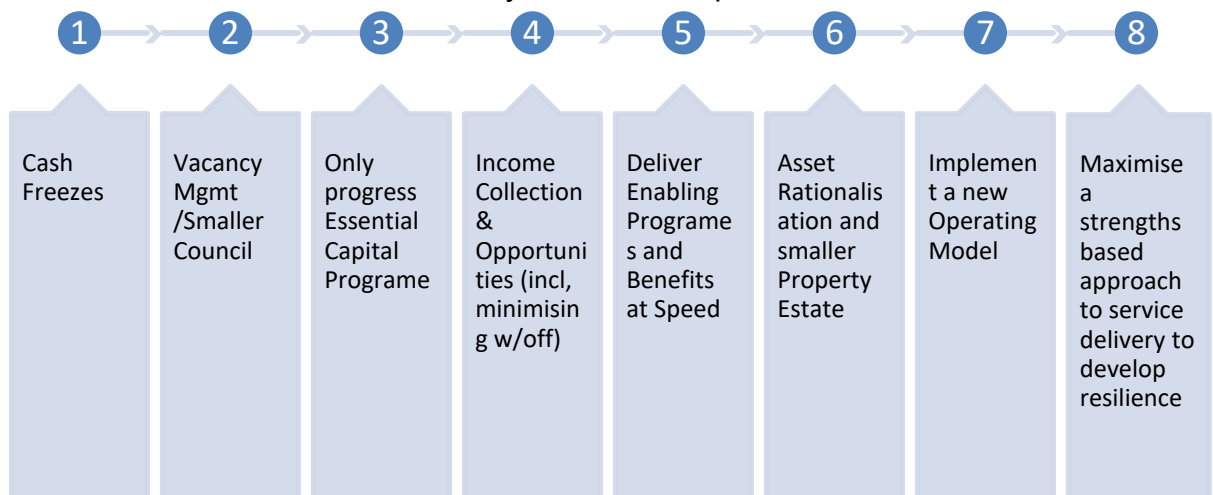 1
2
3
4
5
6
7
8
Cash
Freezes
Vacancy
Mgmt
/Smaller
Council
Only
progress
Essential
Capital
Programe
Income
Collection
&
Opportuni
ties (incl,
minimisin
g w/off)
Deliver
Enabling
Programe
s and
Benefits
at Speed
Asset
Rationalis
ation and
smaller
Property
Estate
Implemen
t a new
Operating
Model
Maximise
a
strengths
based
approach
to service
delivery to
develop
resilience